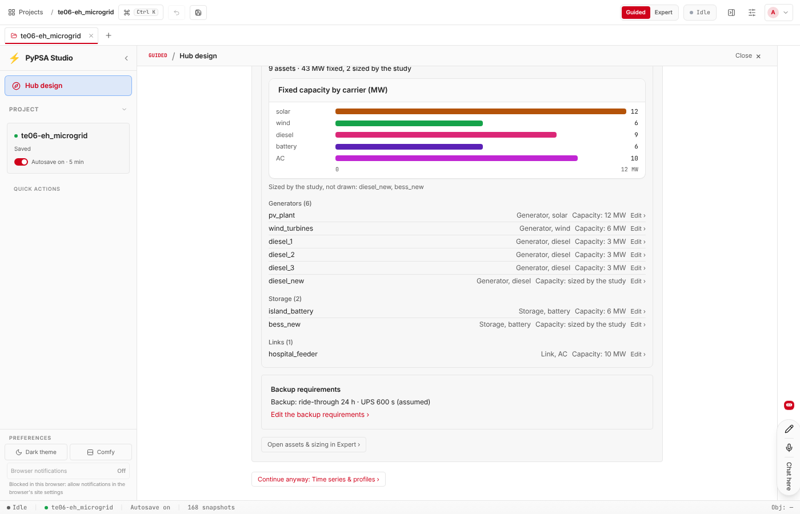 Projects / te06-eh_microgrid Ctrl K Guided Expert Idle A
te06-eh_microgrid × +
PyPSA Studio
Hub design
PROJECT
te06-eh_microgrid
Saved
Autosave on · 5 min
QUICK ACTIONS
PREFERENCES
Dark theme Comfy
Browser notifications Off
Blocked in this browser: allow notifications in the
browser's site settings
GUIDED / Hub design Close ×
9 assets · 43 MW fixed, 2 sized by the study
Fixed capacity by carrier (MW)
solar 12
wind 6
diesel 9
battery 6
AC 10
0 12 MW
Sized by the study, not drawn: diesel_new, bess_new
Generators (6)
pv_plant Generator, solar Capacity: 12 MW Edit ›
wind_turbines Generator, wind Capacity: 6 MW Edit ›
diesel_1 Generator, diesel Capacity: 3 MW Edit ›
diesel_2 Generator, diesel Capacity: 3 MW Edit ›
diesel_3 Generator, diesel Capacity: 3 MW Edit ›
diesel_new Generator, diesel Capacity: sized by the study Edit ›
Storage (2)
island_battery Storage, battery Capacity: 6 MW Edit ›
bess_new Storage, battery Capacity: sized by the study Edit ›
Links (1)
hospital_feeder Link, AC Capacity: 10 MW Edit ›
Backup requirements
Backup: ride-through 24 h · UPS 600 s (assumed)
Edit the backup requirements ›
Open assets & sizing in Expert ›
Continue anyway: Time series & profiles ›
Chat here
Idle te06-eh_microgrid Autosave on 168 snapshots Obj: —